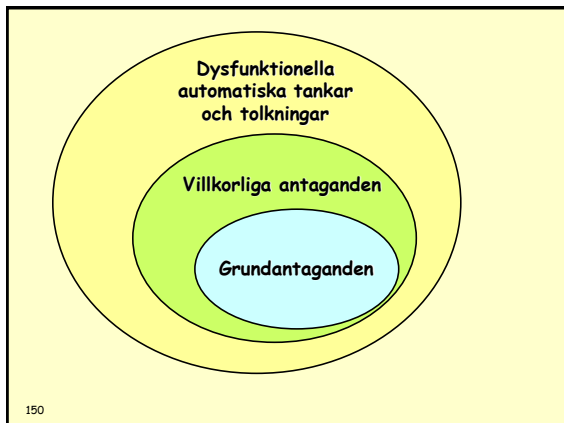 Dysfunktionella
automatiska tankar
och tolkningar
Villkorliga antaganden
Grundantaganden
150